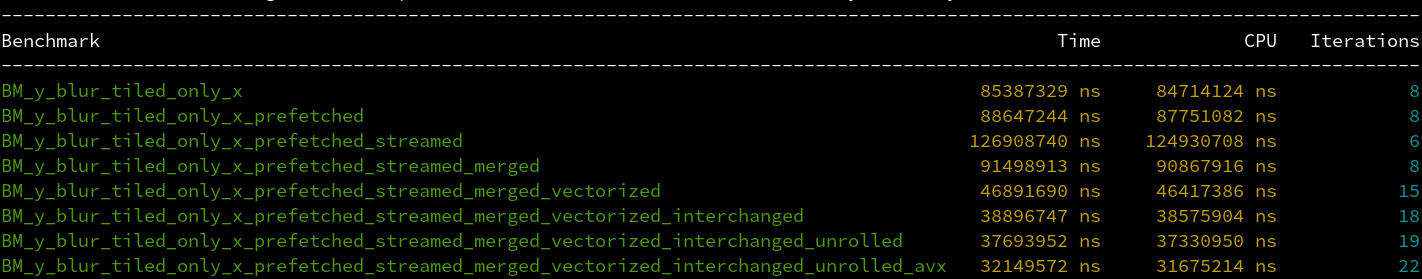 Benchmark Time CPU Iterations
BM_y_blur_tiled_only_x 85387329 ns 84714124 ns 8
BM_y_blur_tiled_only_x_prefetched 88647244 ns 87751082 ns 8
BM_y_blur_tiled_only_x_prefetched_streamed 126908740 ns 124930708 ns 6
BM_y_blur_tiled_only_x_prefetched_streamed_merged 91498913 ns 90867916 ns 8
BM_y_blur_tiled_only_x_prefetched_streamed_merged_vectorized 46891690 ns 46417386 ns 15
BM_y_blur_tiled_only_x_prefetched_streamed_merged_vectorized_interchanged 38896747 ns 38575904 ns 18
BM_y_blur_tiled_only_x_prefetched_streamed_merged_vectorized_interchanged_unrolled 37693952 ns 37330950 ns 19
BM_y_blur_tiled_only_x_prefetched_streamed_merged_vectorized_interchanged_unrolled_avx 32149572 ns 31675214 ns 22